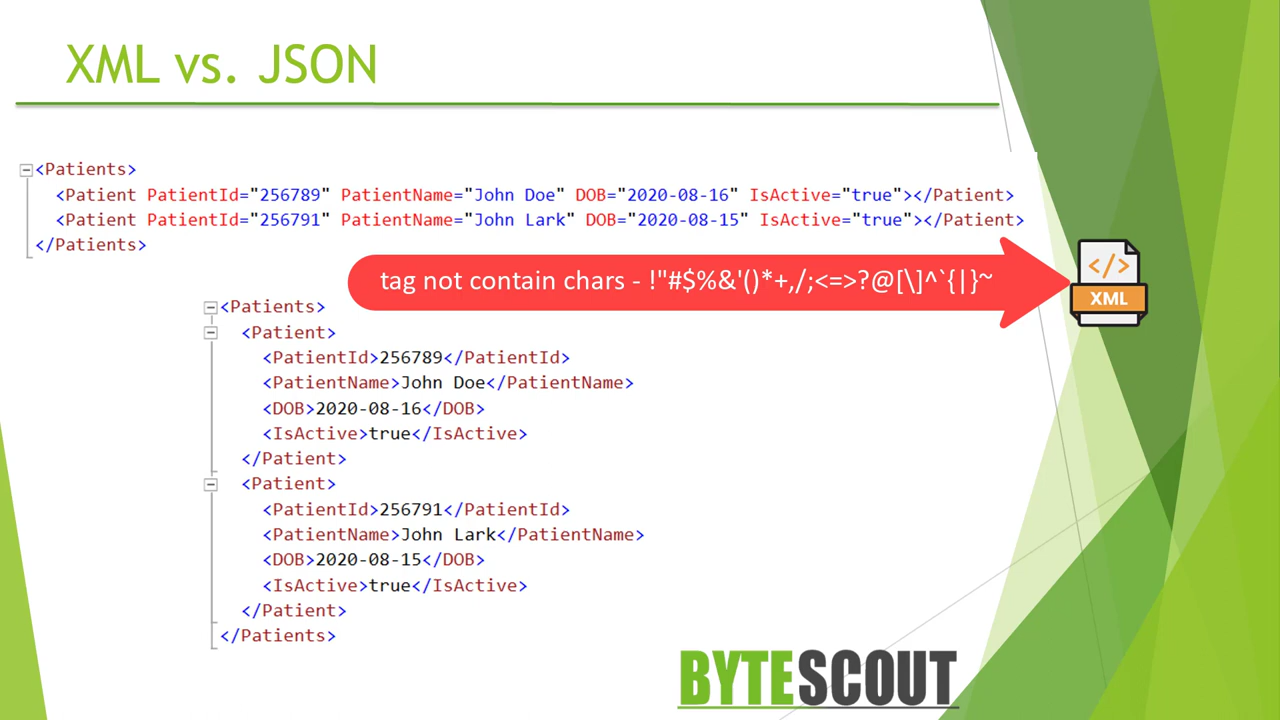 XML vs. JSON
<Patients>
<Patient PatientId="256789" PatientName="John Doe" DOB="2020-08-16" IsActive="true"></Patient>
<Patient PatientId="256791" PatientName="John Lark" DOB="2020-08-15" IsActive="true"></Patient>
</Patients>
tag not contain chars - !"#$%&'()*+,/;<=>?@[\]^`{|}~
</>
XML
<Patients>
<Patient>
<PatientId>256789</PatientId>
<PatientName>John Doe</PatientName>
<DOB>2020-08-16</DOB>
<IsActive>true</IsActive>
</Patient>
<Patient>
<PatientId>256791</PatientId>
<PatientName>John Lark</PatientName>
<DOB>2020-08-15</DOB>
<IsActive>true</IsActive>
</Patient>
</Patients>
BYTESCOUT